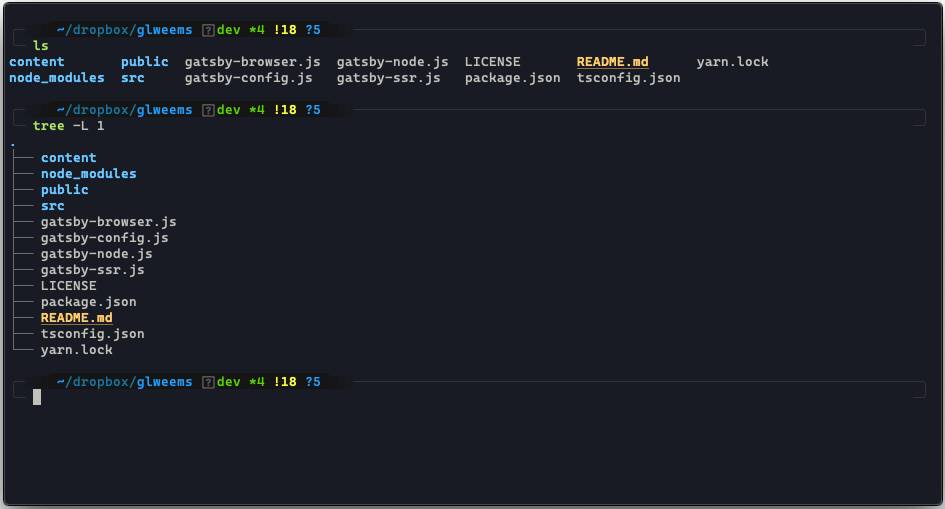 ~/dropbox/glweems ?dev *4 !18 ?5
ls
content public gatsby-browser.js gatsby-node.js LICENSE README.md yarn.lock
node_modules src gatsby-config.js gatsby-ssr.js package.json tsconfig.json
~/dropbox/glweems ?dev *4 !18 ?5
tree -L 1
.
├── content
├── node_modules
├── public
├── src
├── gatsby-browser.js
├── gatsby-config.js
├── gatsby-node.js
├── gatsby-ssr.js
├── LICENSE
├── package.json
├── README.md
├── tsconfig.json
└── yarn.lock
~/dropbox/glweems ?dev *4 !18 ?5